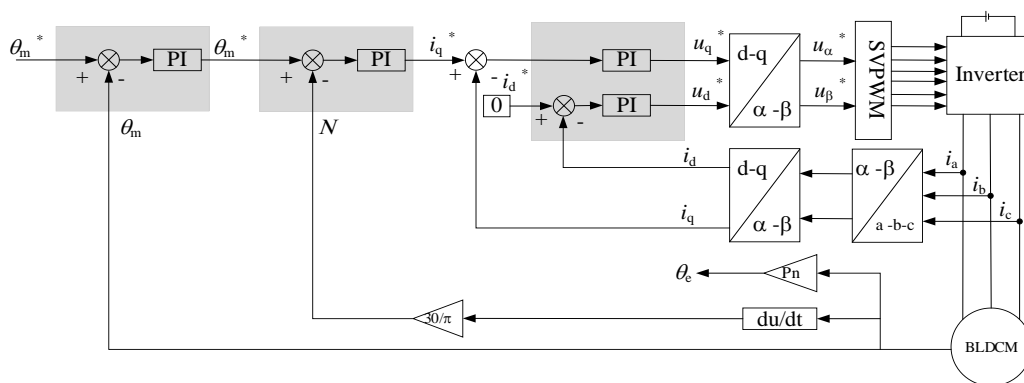 θm* PI θm* PI iq* PI uq* d-q uα* SVPWM Inverter
+ - + - + - id* ud* α -β uβ*
0 + - PI
θm N
id d-q α -β ia
ib
iq α -β a -b-c ic
θe Pn
30/π du/dt
BLDCM